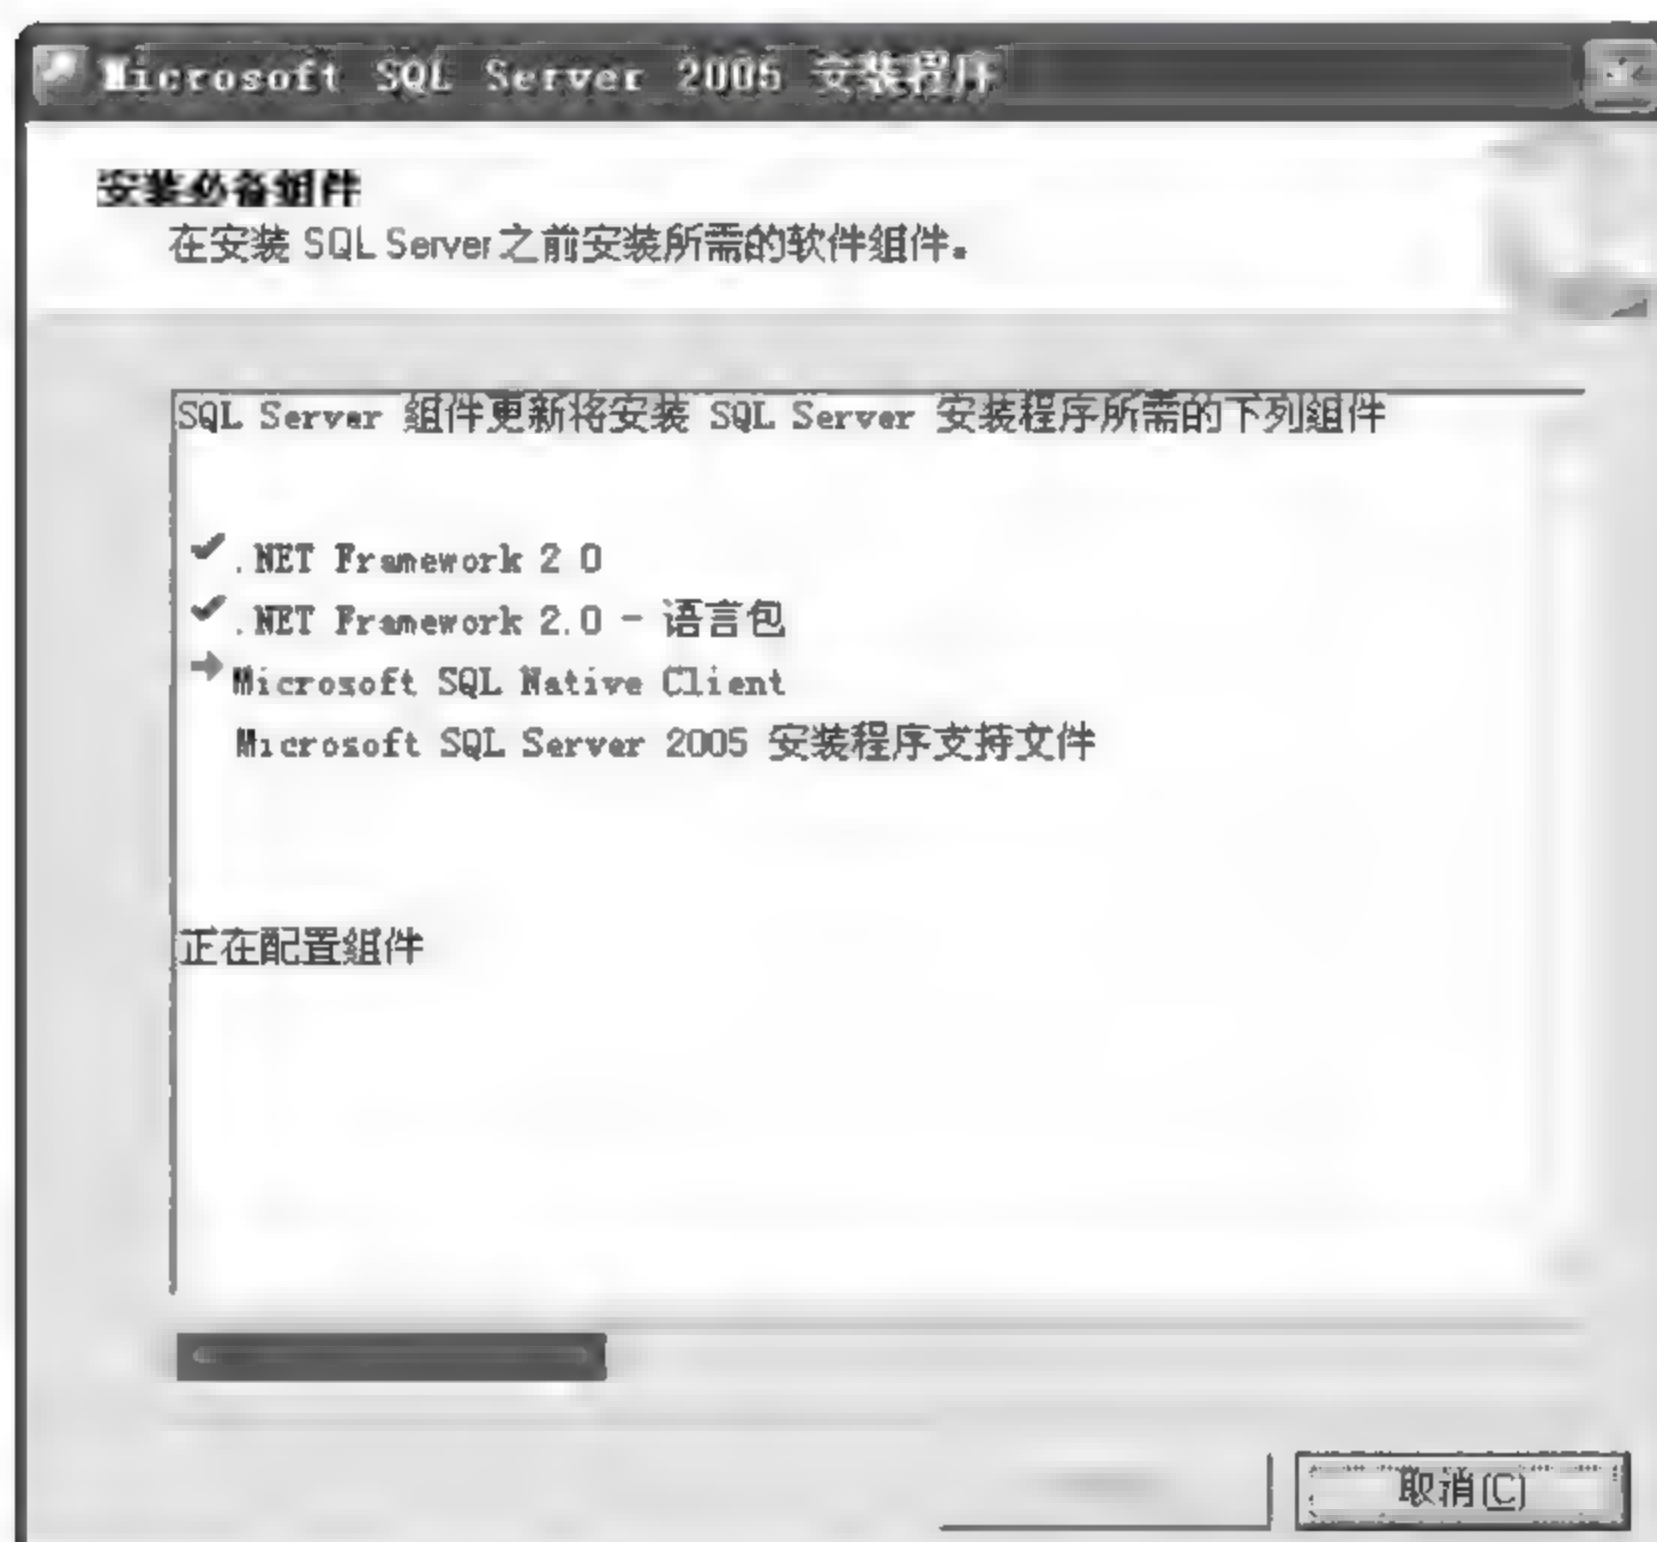 Microsoft SQL Server 2005 安装程序
安装必备组件
在安装 SQL Server 之前安装所需的软件组件。
SQL Server 组件更新将安装 SQL Server 安装程序所需的下列组件
.NET Framework 2.0
.NET Framework 2.0 - 语言包
Microsoft SQL Native Client
Microsoft SQL Server 2005 安装程序支持文件
正在配置组件
取消(C)